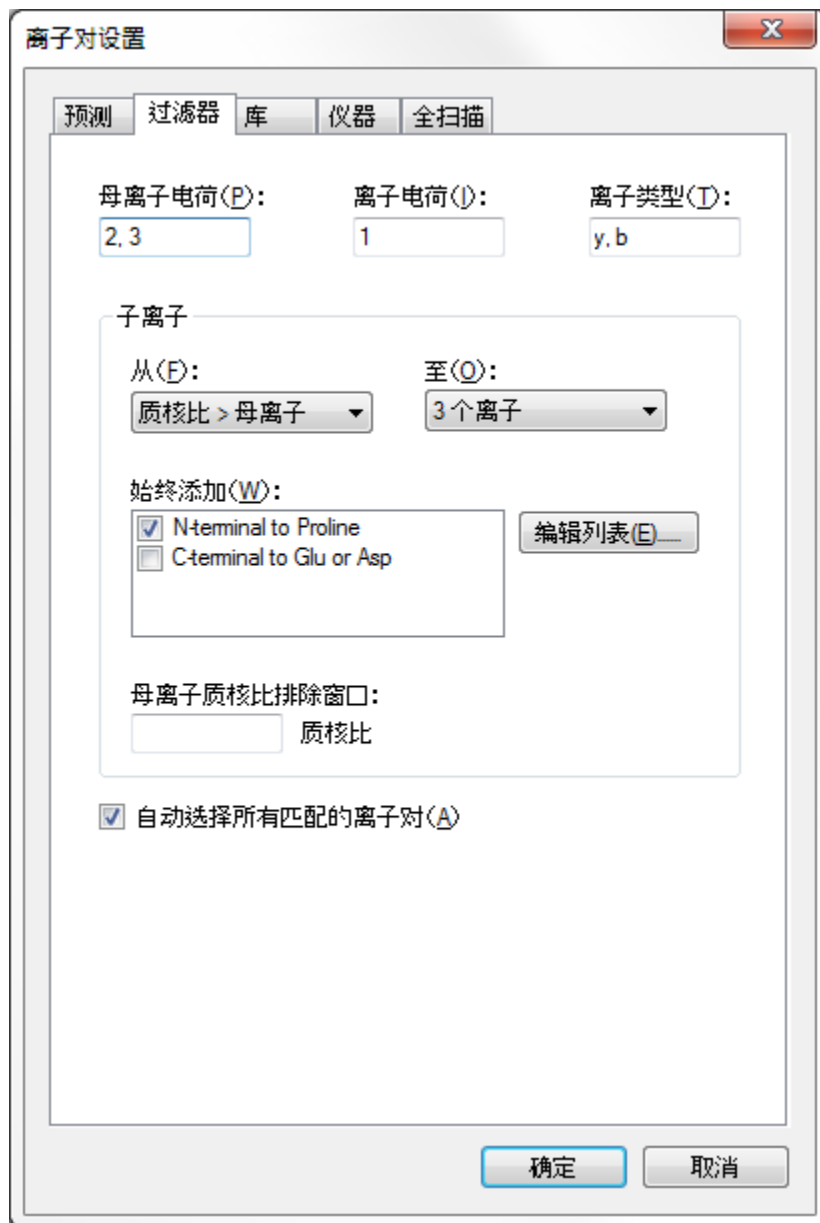 离子对设置
预测 过滤器 库 仪器 全扫描
母离子电荷(P): 离子电荷(I): 离子类型(T):
2, 3 1 y, b
子离子
从(F): 至(O):
质核比 > 母离子 3 个离子
始终添加(W):
N-terminal to Proline
编辑列表(E)......
C-terminal to Glu or Asp
母离子质核比排除窗口:
质核比
自动选择所有匹配的离子对(A)
确定 取消